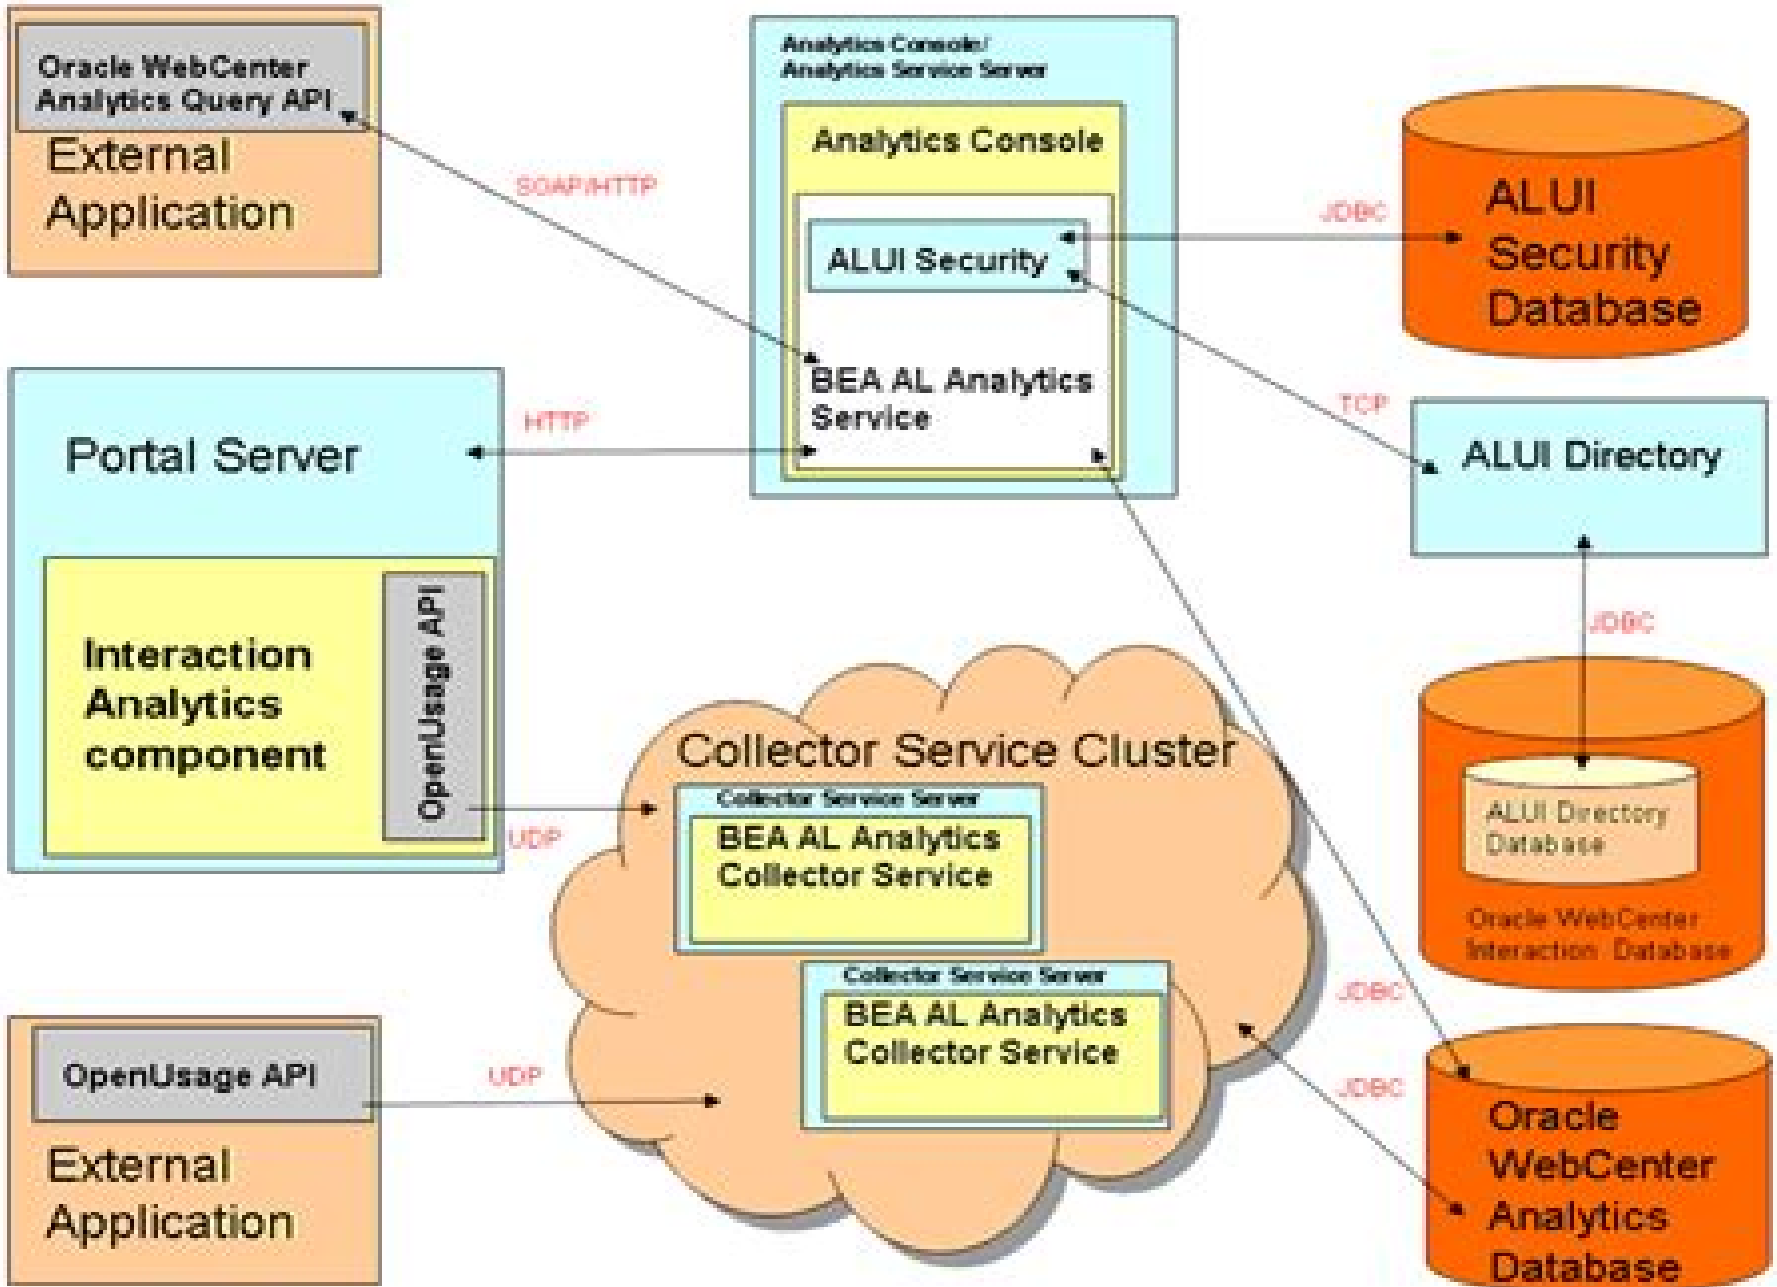 Oracle WebCenter
Analytics Query API
External
Application
SOAP/HTTP
Analytics Console/
Analytics Service Server
Analytics Console
ALUI Security
BEA AL Analytics
Service
JDBC
ALUI
Security
Database
TCP
ALUI Directory
HTTP
Portal Server
Interaction
Analytics
component
OpenUsage API
UDP
JDBC
ALUI Directory
Database
Oracle WebCenter
Interaction Database
Collector Service Cluster
Collector Service Server
BEA AL Analytics
Collector Service
Collector Service Server
BEA AL Analytics
Collector Service
JDBC
JDBC
OpenUsage API
External
Application
UDP
Oracle
WebCenter
Analytics
Database